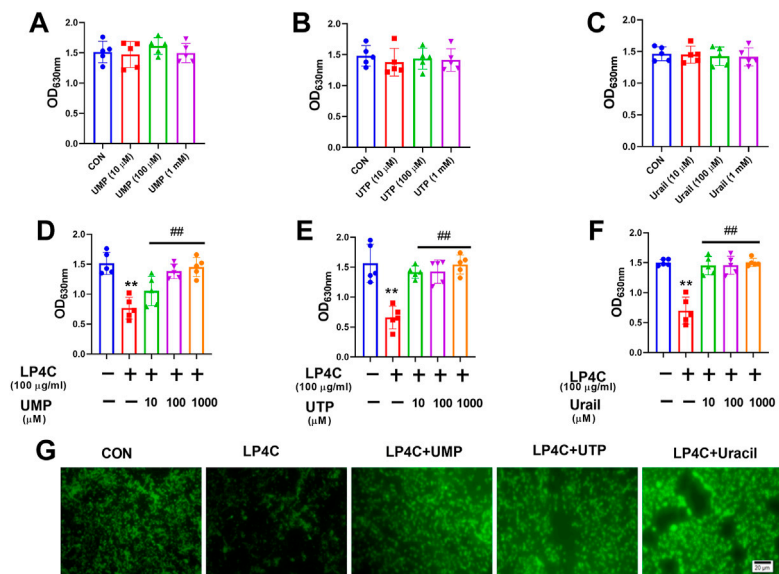 A
B
C
2.0
1.5
1.0
0.5
0.0
OD630nm
CON
UMP (10 μM)
UMP (100 μM)
UMP (1 mM)
2.0
1.5
1.0
0.5
0.0
OD630nm
CON
UTP (10 μM)
UTP (100 μM)
UTP (1 mM)
2.0
1.5
1.0
0.5
0.0
OD630nm
CON
Urail (10 μM)
Urail (100 μM)
Urail (1 mM)
D
E
F
2.0
1.5
1.0
0.5
0.0
OD630nm
**
##
LP4C
(100 μg/ml)
− + + + +
UMP
(μM)
− − 10 100 1000
2.0
1.5
1.0
0.5
0.0
OD630nm
**
##
LP4C
(100 μg/ml)
− + + + +
UTP
(μM)
− − 10 100 1000
2.0
1.5
1.0
0.5
0.0
OD630nm
**
##
LP4C
(100 μg/ml)
− + + + +
Urail
(μM)
− − 10 100 1000
G
CON
LP4C
LP4C+UMP
LP4C+UTP
LP4C+Uracil
20 μm